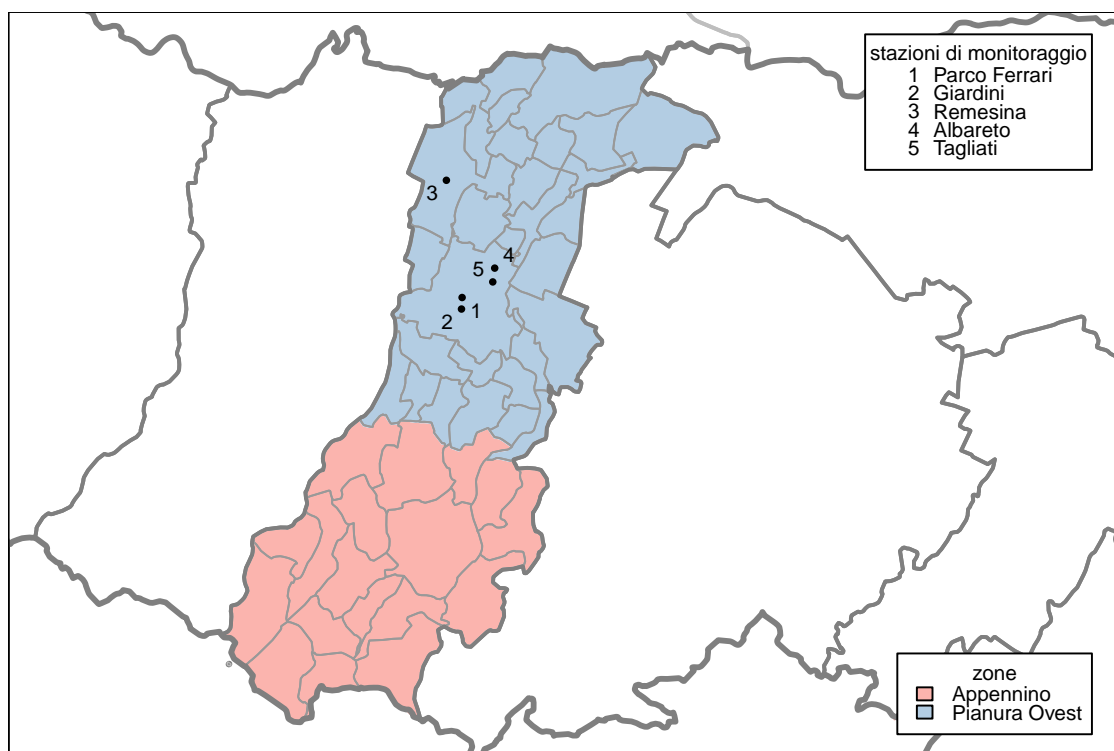 stazioni di monitoraggio
1 Parco Ferrari
2 Giardini
3 Remesina
4 Albareto
5 Tagliati
3
4
5
1
2
zone
Appennino
Pianura Ovest